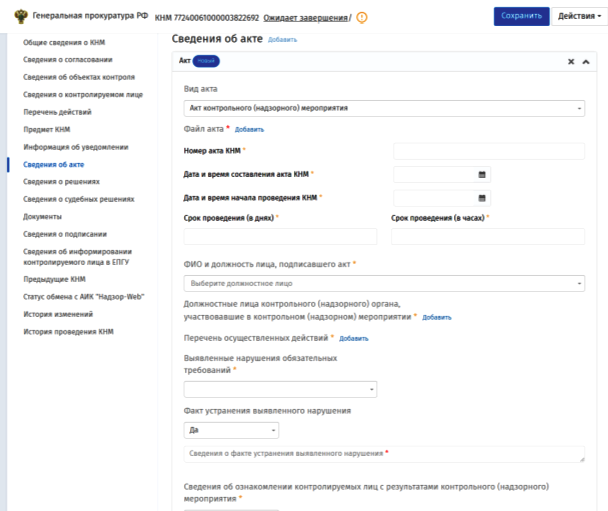 Генеральная прокуратура РФ КНМ 77240061000003822692 Ожидает завершения / Сохранить Действия
Общие сведения о КНМ
Сведения о согласовании
Сведения об объектах контроля
Сведения о контролируемом лице
Перечень действий
Предмет КНМ
Информация об уведомлении
Сведения об акте
Сведения о решениях
Сведения о судебных решениях
Документы
Сведения о подписании
Сведения об информировании
контролируемого лица в ЕПГУ
Предыдущие КНМ
Статус обмена с АИК "Надзор-Web"
История изменений
История проведения КНМ
Сведения об акте Добавить
Акт Новый
Вид акта
Акт контрольного (надзорного) мероприятия
Файл акта * Добавить
Номер акта КНМ *
Дата и время составления акта КНМ *
Дата и время начала проведения КНМ *
Срок проведения (в днях) * Срок проведения (в часах) *
ФИО и должность лица, подписавшего акт *
Выберите должностное лицо
Должностные лица контрольного (надзорного) органа,
участвовавшие в контрольном (надзорном) мероприятии * Добавить
Перечень осуществленных действий * Добавить
Выявленные нарушения обязательных
требований *
Факт устранения выявленного нарушения
Да
Сведения о факте устранения выявленного нарушения *
Сведения об ознакомлении контролируемых лиц с результатами контрольного (надзорного)
мероприятия *